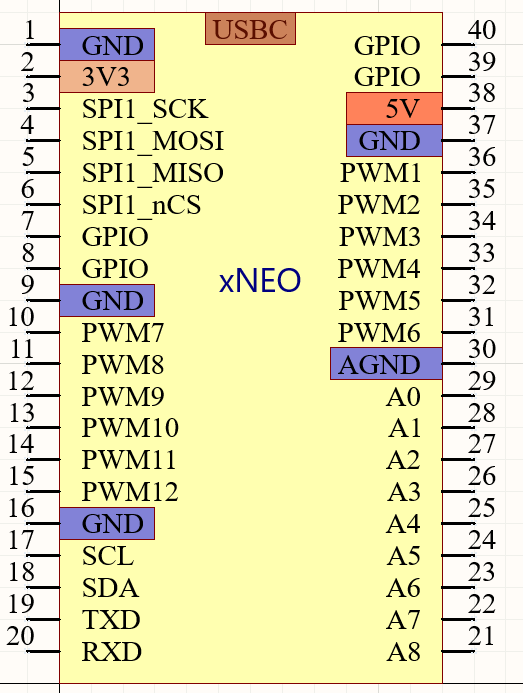 USBC
1 GND GPIO 40
2 3V3 GPIO 39
3 SPI1_SCK 5V 38
4 SPI1_MOSI GND 37
5 SPI1_MISO PWM1 36
6 SPI1_nCS PWM2 35
7 GPIO PWM3 34
8 GPIO PWM4 33
xNEO
9 GND PWM5 32
10 PWM7 PWM6 31
11 PWM8 AGND 30
12 PWM9 A0 29
13 PWM10 A1 28
14 PWM11 A2 27
15 PWM12 A3 26
16 GND A4 25
17 SCL A5 24
18 SDA A6 23
19 TXD A7 22
20 RXD A8 21